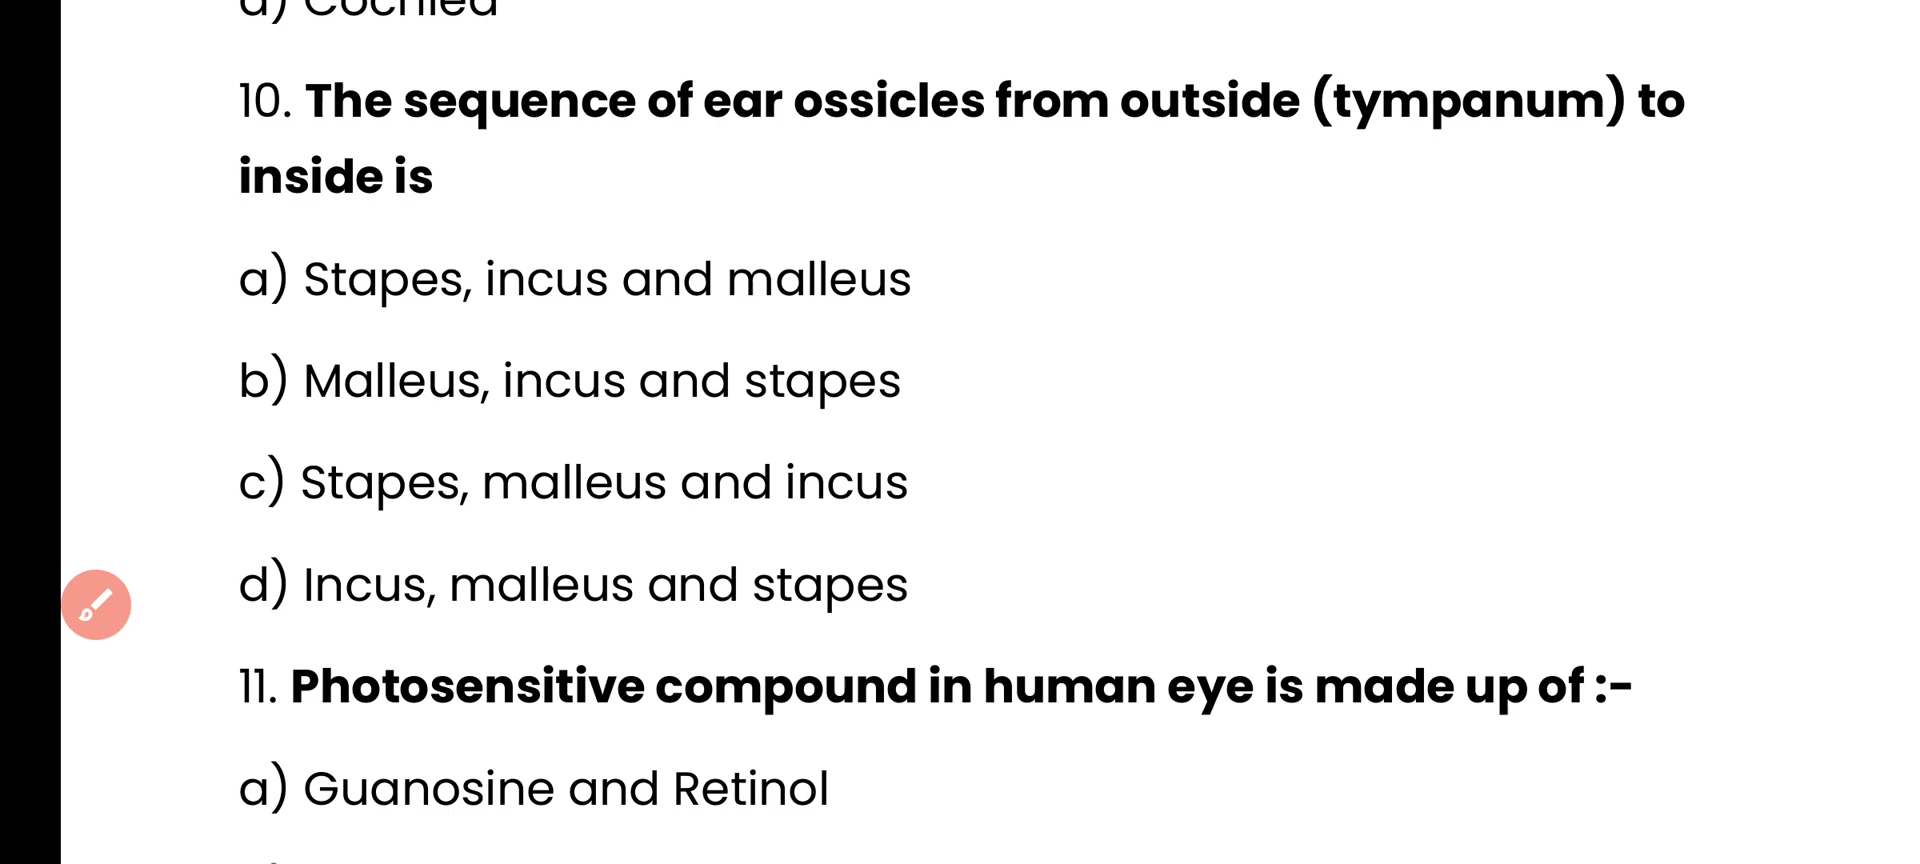 d) Cochlea
10. The sequence of ear ossicles from outside (tympanum) to
inside is
a) Stapes, incus and malleus
b) Malleus, incus and stapes
c) Stapes, malleus and incus
d) Incus, malleus and stapes
11. Photosensitive compound in human eye is made up of :-
a) Guanosine and Retinol